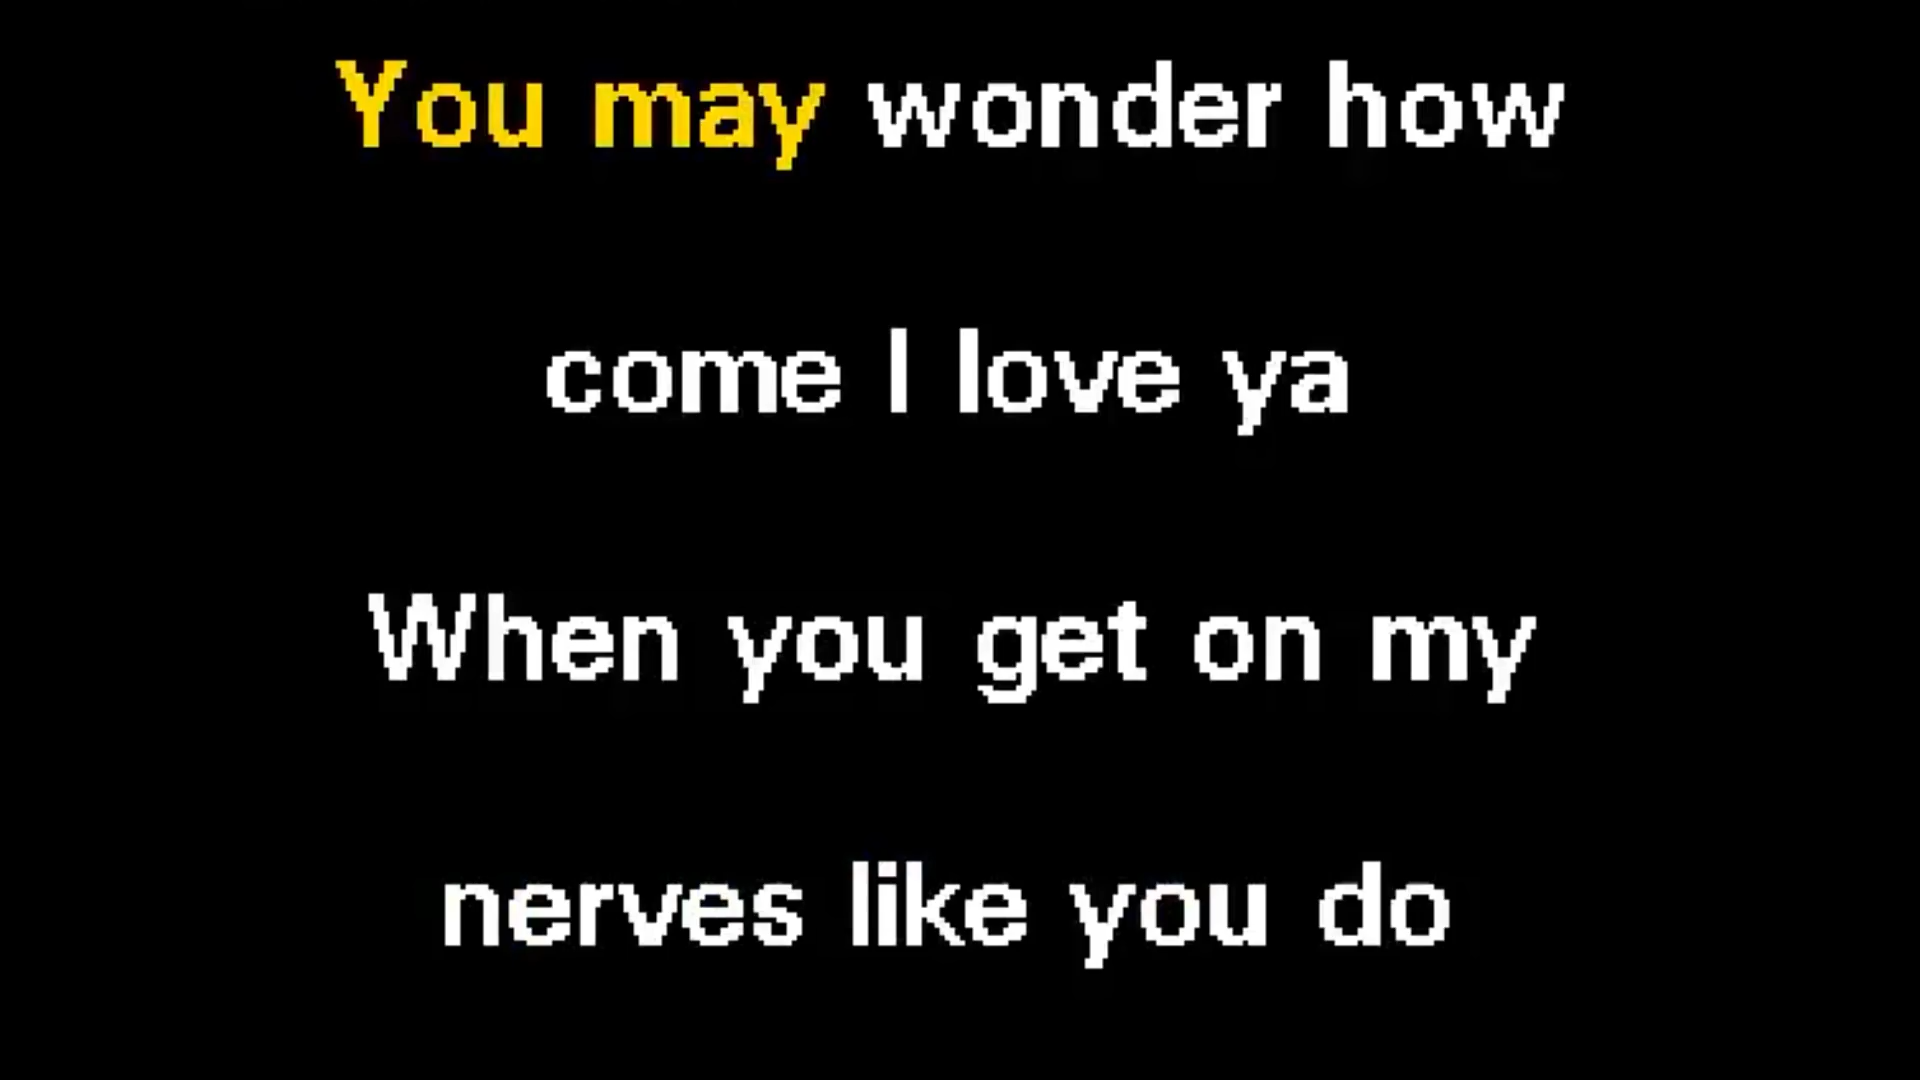 You may wonder how
come I love ya
When you get on my
nerves like you do